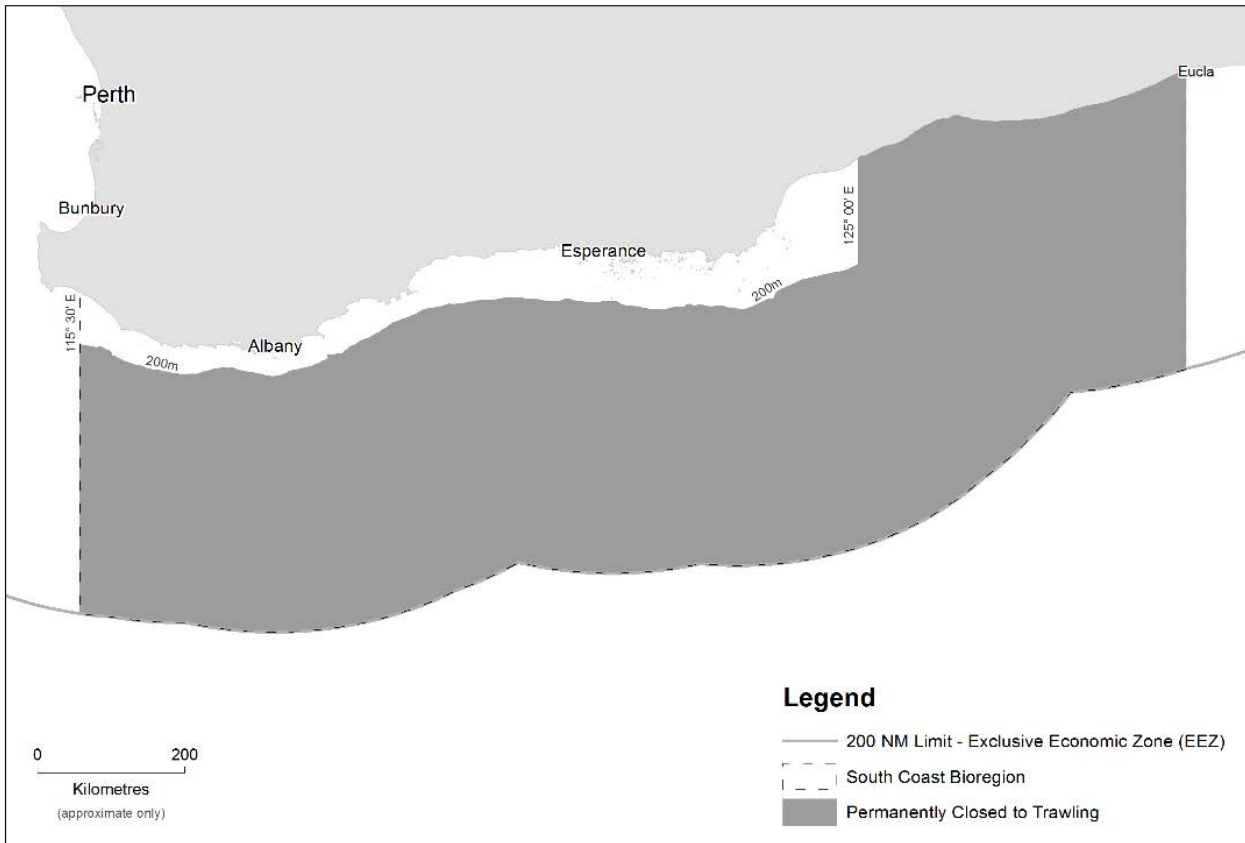 Eucla
Perth
Bunbury
125° 00' E
Esperance
200m
115° 30' E
Albany
200m
Legend
200 NM Limit - Exclusive Economic Zone (EEZ)
South Coast Bioregion
Permanently Closed to Trawling
0 200
Kilometres
(approximate only)